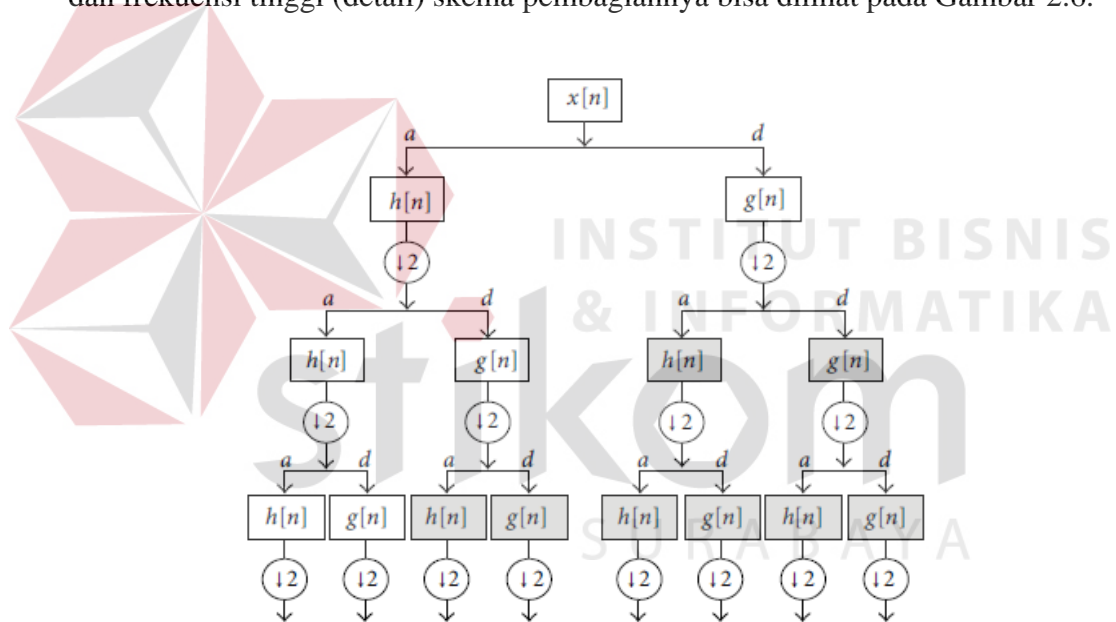 dan frekuensi tinggi (detail) skema pembagiannya bisa dilihat pada Gambar 2.6.
x[n]
a d
h[n] g[n]
↓2 ↓2
a d a d
h[n] g[n] h[n] g[n]
↓2 ↓2 ↓2 ↓2
a d a d a d a d
h[n] g[n] h[n] g[n] h[n] g[n] h[n] g[n]
↓2 ↓2 ↓2 ↓2 ↓2 ↓2 ↓2 ↓2
INSTITUT BISNIS
& INFORMATIKA
stikom
SURABAYA